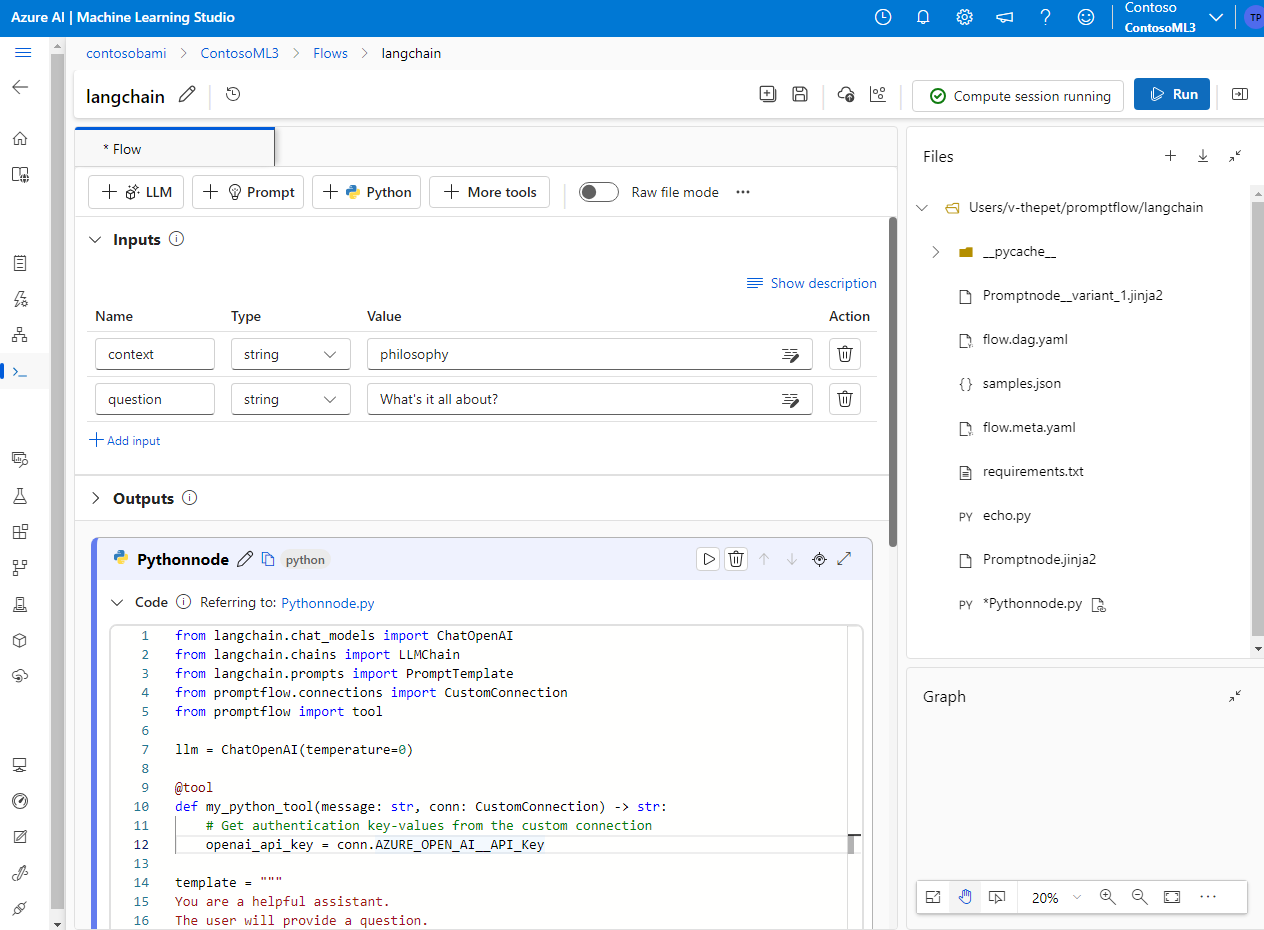 Azure AI | Machine Learning Studio
Contoso
ContosoML3
TP
contosobami > ContosoML3 > Flows > langchain
langchain
Compute session running
Run
* Flow
LLM
Prompt
Python
More tools
Raw file mode
Inputs
Show description
Name Type Value Action
context string philosophy
question string What's it all about?
Add input
Outputs
Pythonnode python
Code Referring to: Pythonnode.py
1 from langchain.chat_models import ChatOpenAI
2 from langchain.chains import LLMChain
3 from langchain.prompts import PromptTemplate
4 from promptflow.connections import CustomConnection
5 from promptflow import tool
6
7 llm = ChatOpenAI(temperature=0)
8
9 @tool
10 def my_python_tool(message: str, conn: CustomConnection) -> str:
11 # Get authentication key-values from the custom connection
12 openai_api_key = conn.AZURE_OPEN_AI__API_Key
13
14 template = """
15 You are a helpful assistant.
16 The user will provide a question.
Files
Users/v-thepet/promptflow/langchain
__pycache__
Promptnode__variant_1.jinja2
flow.dag.yaml
{} samples.json
flow.meta.yaml
requirements.txt
PY echo.py
Promptnode.jinja2
PY *Pythonnode.py
Graph
20%